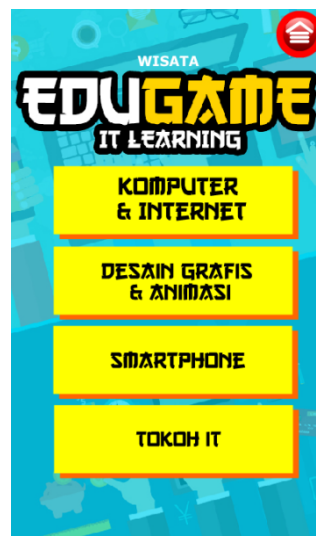 WISATA
EDUGAME
IT LEARNING
KOMPUTER
& INTERNET
DESAIN GRAFIS
& ANIMASI
SMARTPHONE
TOKOH IT